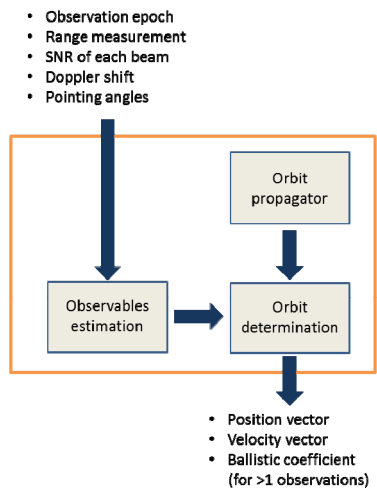 • Observation epoch
• Range measurement
• SNR of each beam
• Doppler shift
• Pointing angles
Orbit
propagator
Observables
estimation
Orbit
determination
• Position vector
• Velocity vector
• Ballistic coefficient
(for >1 observations)